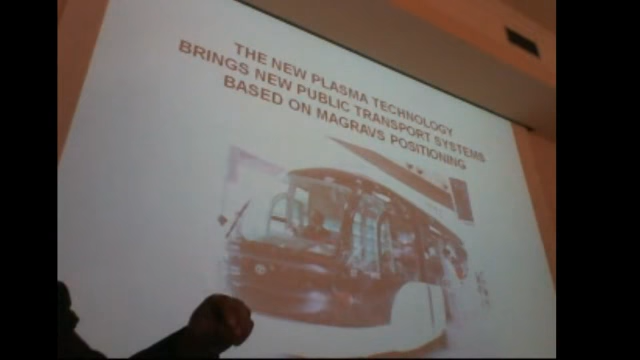 THE NEW PLASMA TECHNOLOGY
BRINGS NEW PUBLIC TRANSPORT SYSTEMS
BASED ON MAGRAVS POSITIONING